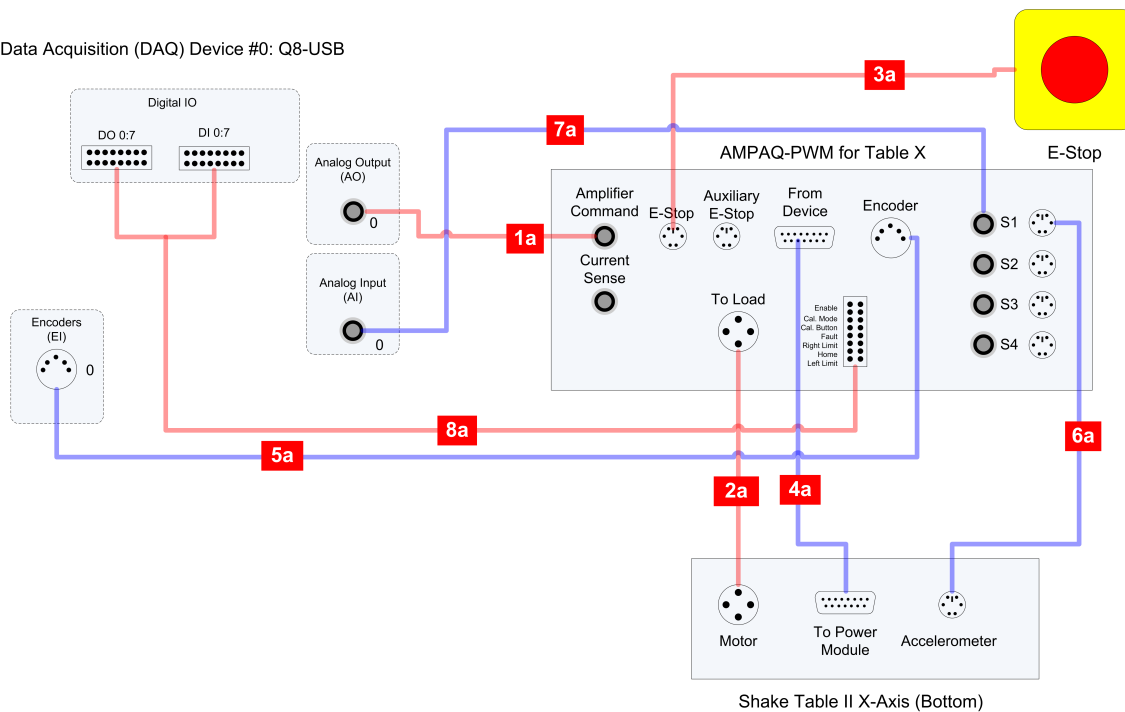 Data Acquisition (DAQ) Device #0: Q8-USB
3a
Digital IO
DO 0:7
DI 0:7
7a
AMPAQ-PWM for Table X
E-Stop
Analog Output
(AO)
0
1a
Amplifier
Command
E-Stop
Auxiliary
E-Stop
From
Device
Encoder
S1
Current
Sense
S2
Analog Input
(AI)
0
To Load
S3
Enable
Cal. Mode
Cal. Button
Fault
Right Limit
Home
Left Limit
S4
Encoders
(EI)
0
8a
6a
5a
2a
4a
Motor
To Power
Module
Accelerometer
Shake Table II X-Axis (Bottom)